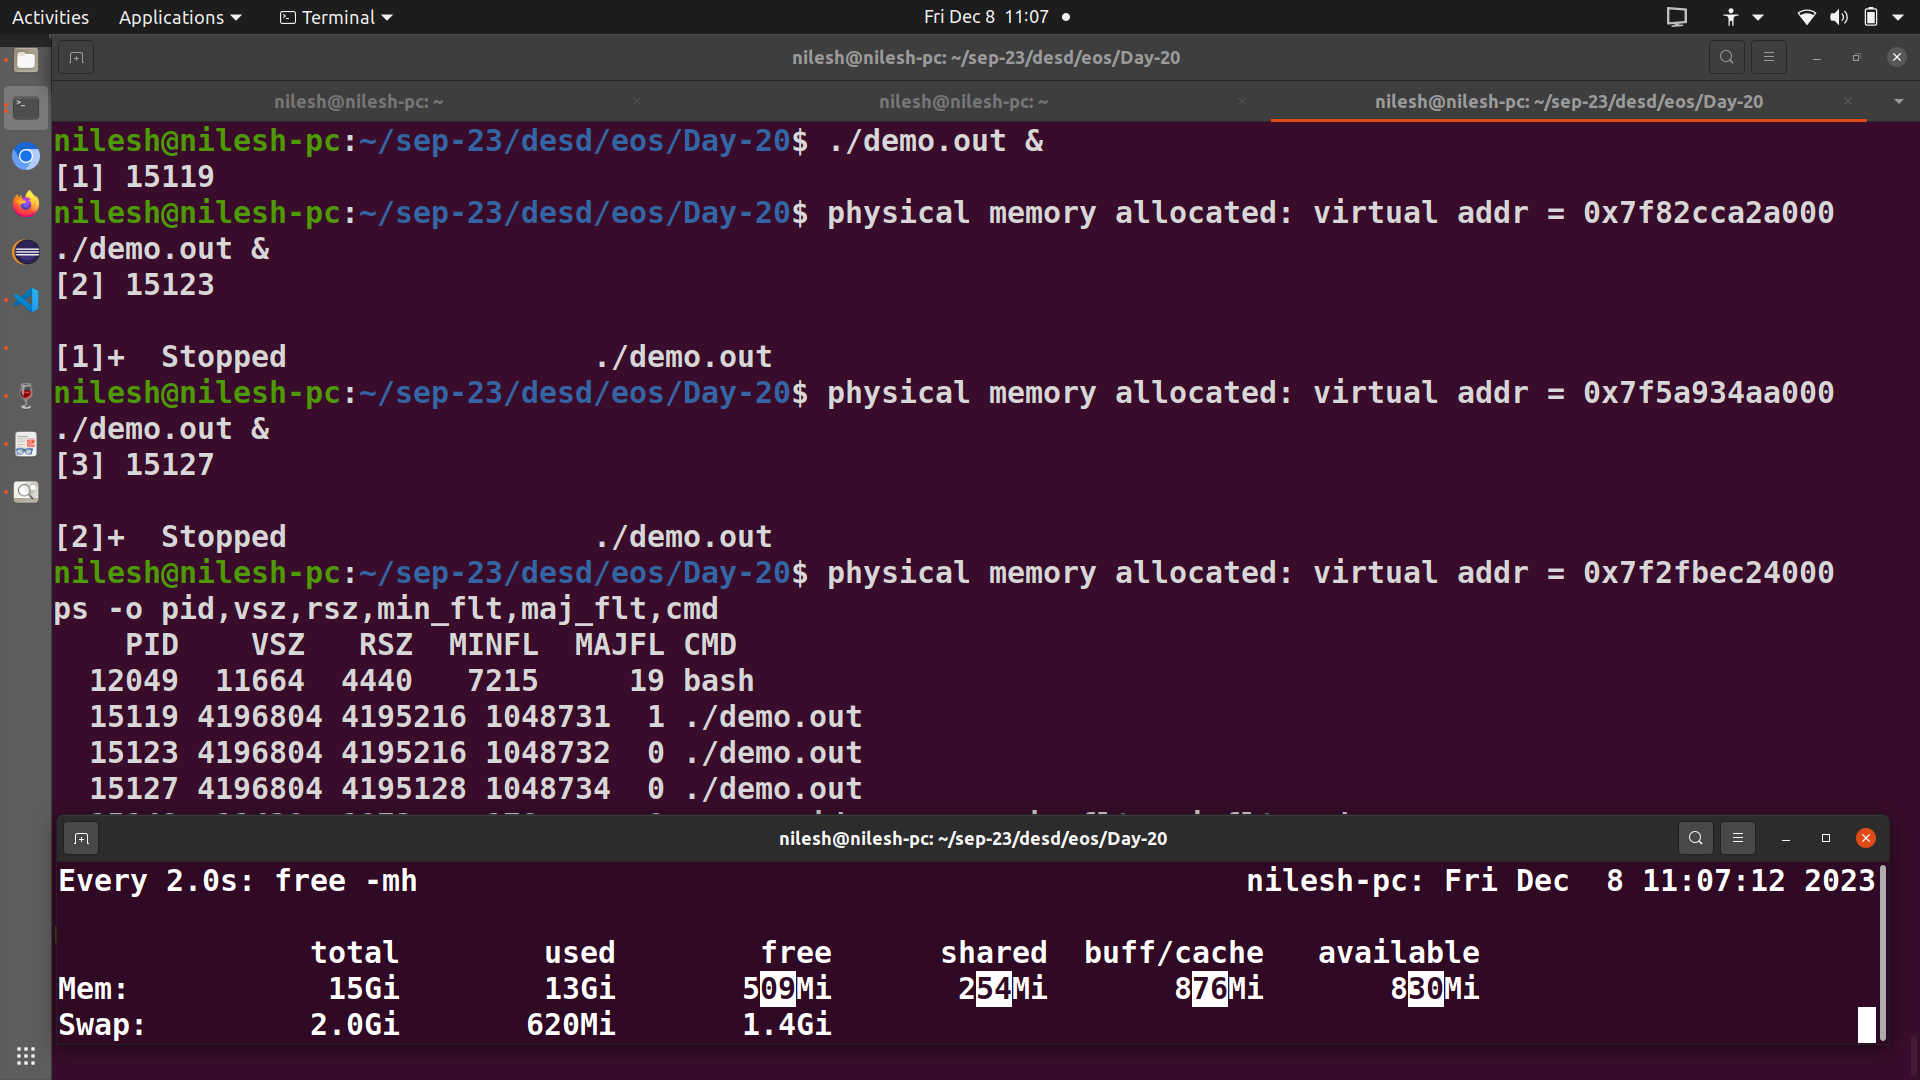 Activities Applications Terminal Fri Dec 8 11:07
nilesh@nilesh-pc: ~/sep-23/desd/eos/Day-20
nilesh@nilesh-pc: ~ nilesh@nilesh-pc: ~ nilesh@nilesh-pc: ~/sep-23/desd/eos/Day-20
nilesh@nilesh-pc:~/sep-23/desd/eos/Day-20$ ./demo.out &
[1] 15119
nilesh@nilesh-pc:~/sep-23/desd/eos/Day-20$ physical memory allocated: virtual addr = 0x7f82cca2a000
./demo.out &
[2] 15123
[1]+  Stopped                 ./demo.out
nilesh@nilesh-pc:~/sep-23/desd/eos/Day-20$ physical memory allocated: virtual addr = 0x7f5a934aa000
./demo.out &
[3] 15127
[2]+  Stopped                 ./demo.out
nilesh@nilesh-pc:~/sep-23/desd/eos/Day-20$ physical memory allocated: virtual addr = 0x7f2fbec24000
ps -o pid,vsz,rsz,min_flt,maj_flt,cmd
    PID    VSZ   RSZ  MINFL  MAJFL CMD
  12049  11664  4440   7215     19 bash
  15119 4196804 4195216 1048731  1 ./demo.out
  15123 4196804 4195216 1048732  0 ./demo.out
  15127 4196804 4195128 1048734  0 ./demo.out
nilesh@nilesh-pc: ~/sep-23/desd/eos/Day-20
Every 2.0s: free -mh nilesh-pc: Fri Dec  8 11:07:12 2023
              total        used        free      shared  buff/cache   available
Mem:           15Gi        13Gi       509Mi       254Mi       876Mi       830Mi
Swap:         2.0Gi       620Mi       1.4Gi